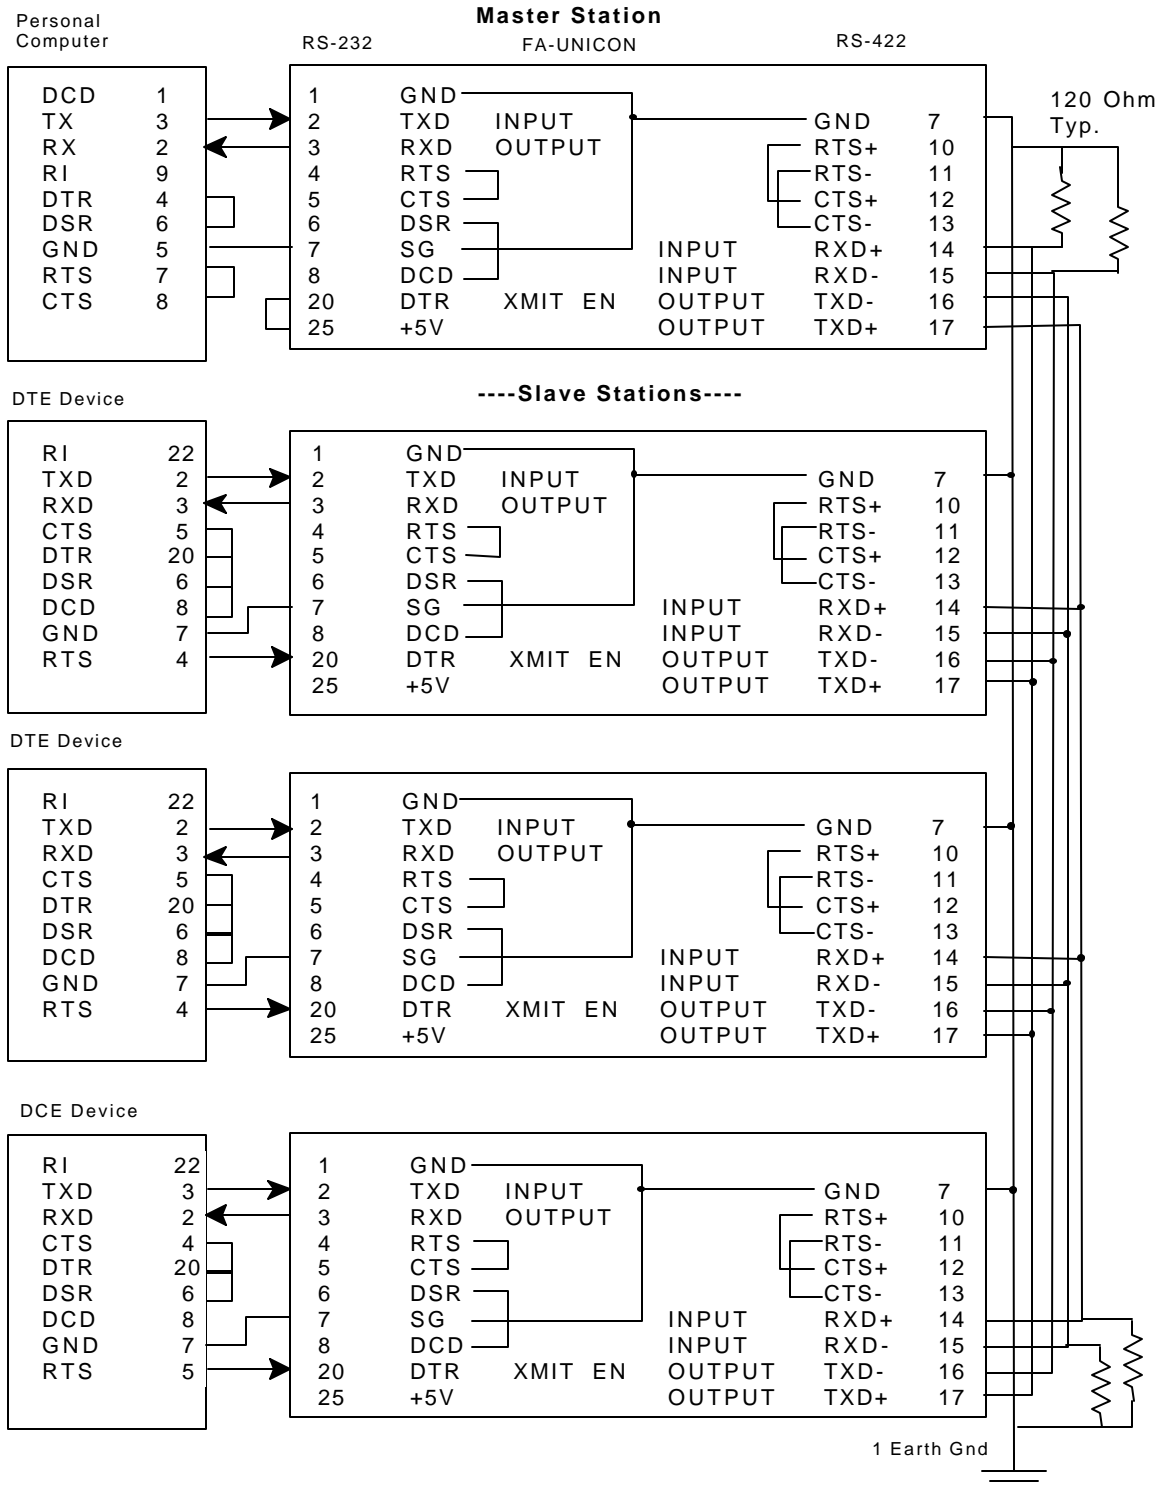 Master Station
Personal
Computer
RS-232 FA-UNICON RS-422
120 Ohm
Typ.
DCD 1 1 GND
TX 3 2 TXD INPUT GND 7
RX 2 3 RXD OUTPUT RTS+ 10
RI 9 4 RTS RTS- 11
DTR 4 5 CTS CTS+ 12
DSR 6 6 DSR CTS- 13
GND 5 7 SG INPUT RXD+ 14
RTS 7 8 DCD INPUT RXD- 15
CTS 8 20 DTR XMIT EN OUTPUT TXD- 16
25 +5V OUTPUT TXD+ 17
----Slave Stations----
DTE Device
RI 22 1 GND
TXD 2 2 TXD INPUT GND 7
RXD 3 3 RXD OUTPUT RTS+ 10
CTS 5 4 RTS RTS- 11
DTR 20 5 CTS CTS+ 12
DSR 6 6 DSR CTS- 13
DCD 8 7 SG INPUT RXD+ 14
GND 7 8 DCD INPUT RXD- 15
RTS 4 20 DTR XMIT EN OUTPUT TXD- 16
25 +5V OUTPUT TXD+ 17
DTE Device
RI 22 1 GND
TXD 2 2 TXD INPUT GND 7
RXD 3 3 RXD OUTPUT RTS+ 10
CTS 5 4 RTS RTS- 11
DTR 20 5 CTS CTS+ 12
DSR 6 6 DSR CTS- 13
DCD 8 7 SG INPUT RXD+ 14
GND 7 8 DCD INPUT RXD- 15
RTS 4 20 DTR XMIT EN OUTPUT TXD- 16
25 +5V OUTPUT TXD+ 17
DCE Device
RI 22 1 GND
TXD 3 2 TXD INPUT GND 7
RXD 2 3 RXD OUTPUT RTS+ 10
CTS 4 4 RTS RTS- 11
DTR 20 5 CTS CTS+ 12
DSR 6 6 DSR CTS- 13
DCD 8 7 SG INPUT RXD+ 14
GND 7 8 DCD INPUT RXD- 15
RTS 5 20 DTR XMIT EN OUTPUT TXD- 16
25 +5V OUTPUT TXD+ 17
1 Earth Gnd